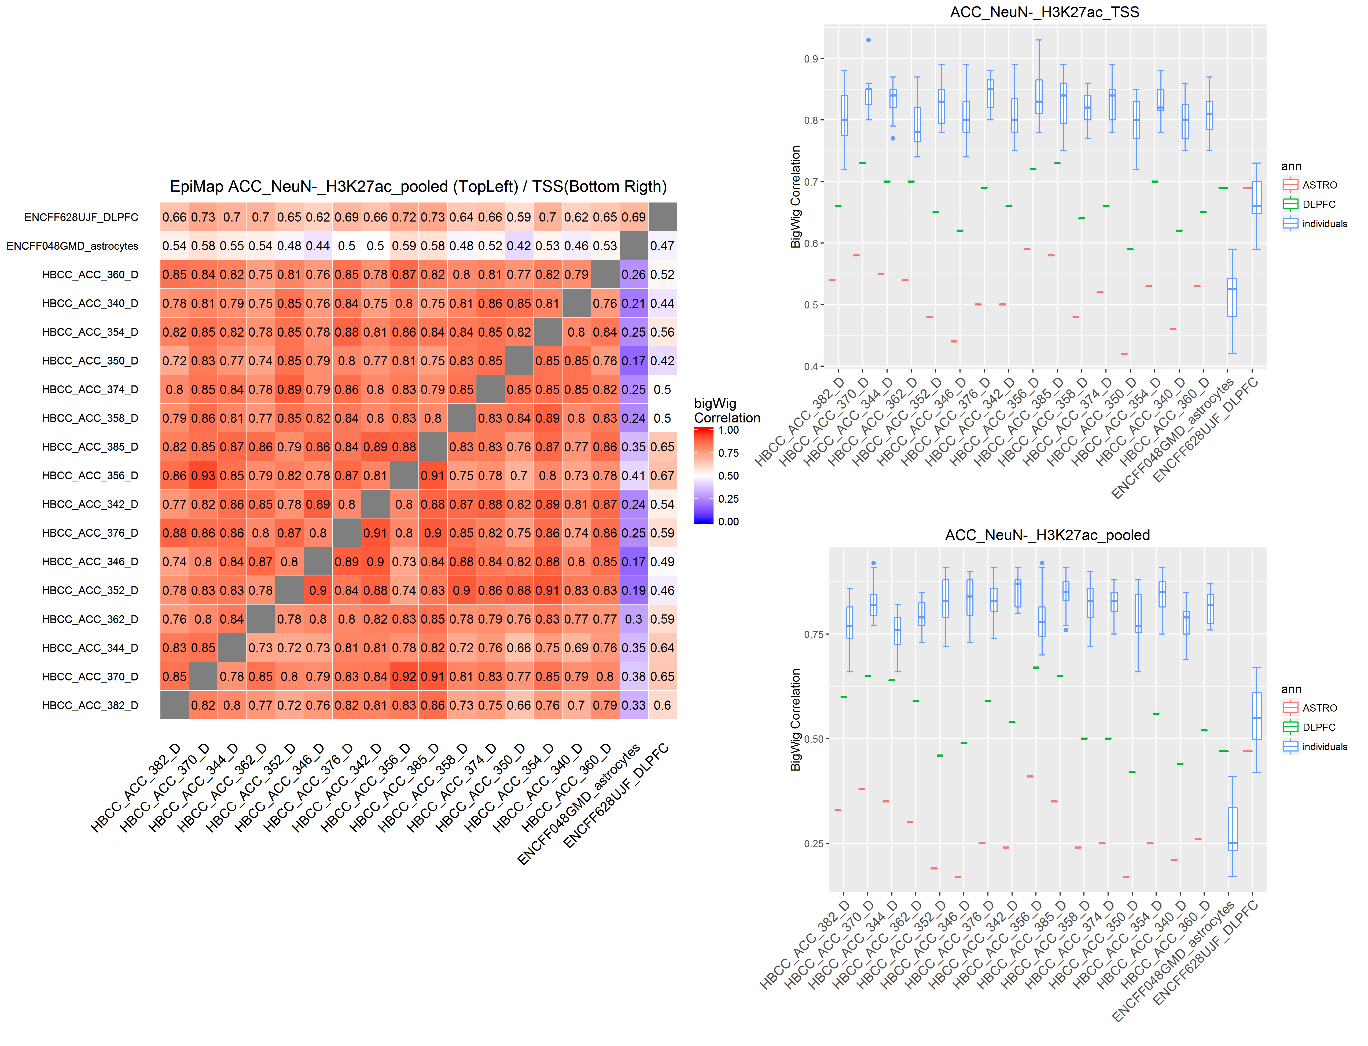 EpiMap ACC_NeuN-_H3K27ac_pooled (TopLeft) / TSS(Bottom Rigth)
ENCFF628UJF_DLPFC 0.66 0.73 0.7 0.7 0.65 0.62 0.69 0.66 0.72 0.73 0.64 0.66 0.59 0.7 0.62 0.65 0.69
ENCFF048GMD_astrocytes 0.54 0.58 0.55 0.54 0.48 0.44 0.5 0.5 0.59 0.58 0.48 0.52 0.42 0.53 0.46 0.53 0.47
HBCC_ACC_360_D 0.85 0.84 0.82 0.75 0.81 0.76 0.85 0.78 0.87 0.82 0.8 0.81 0.77 0.82 0.79 0.26 0.52
HBCC_ACC_340_D 0.78 0.81 0.79 0.75 0.85 0.76 0.84 0.75 0.8 0.75 0.81 0.86 0.85 0.81 0.76 0.21 0.44
HBCC_ACC_354_D 0.82 0.85 0.82 0.78 0.85 0.78 0.88 0.81 0.86 0.84 0.84 0.85 0.82 0.8 0.84 0.25 0.56
HBCC_ACC_350_D 0.72 0.83 0.77 0.74 0.85 0.79 0.8 0.77 0.81 0.75 0.83 0.85 0.85 0.85 0.76 0.17 0.42
HBCC_ACC_374_D 0.8 0.85 0.84 0.78 0.89 0.79 0.86 0.8 0.83 0.79 0.85 0.85 0.85 0.85 0.82 0.25 0.5
HBCC_ACC_358_D 0.79 0.86 0.81 0.77 0.85 0.82 0.84 0.8 0.83 0.8 0.83 0.84 0.89 0.8 0.83 0.24 0.5
HBCC_ACC_385_D 0.82 0.85 0.87 0.86 0.79 0.86 0.84 0.89 0.88 0.83 0.83 0.76 0.87 0.77 0.86 0.35 0.65
HBCC_ACC_356_D 0.86 0.93 0.85 0.79 0.82 0.78 0.87 0.81 0.91 0.75 0.78 0.7 0.8 0.73 0.78 0.41 0.67
HBCC_ACC_342_D 0.77 0.82 0.86 0.85 0.78 0.89 0.8 0.8 0.88 0.87 0.88 0.82 0.89 0.81 0.87 0.24 0.54
HBCC_ACC_376_D 0.88 0.86 0.86 0.8 0.87 0.8 0.91 0.8 0.9 0.82 0.85 0.75 0.86 0.74 0.86 0.25 0.59
HBCC_ACC_346_D 0.74 0.8 0.84 0.87 0.8 0.89 0.9 0.73 0.84 0.88 0.84 0.82 0.88 0.8 0.85 0.17 0.49
HBCC_ACC_352_D 0.78 0.83 0.83 0.78 0.9 0.84 0.88 0.74 0.83 0.9 0.86 0.88 0.91 0.83 0.83 0.19 0.46
HBCC_ACC_362_D 0.76 0.8 0.84 0.78 0.8 0.8 0.82 0.83 0.85 0.78 0.79 0.76 0.83 0.77 0.77 0.3 0.59
HBCC_ACC_344_D 0.83 0.85 0.73 0.72 0.73 0.81 0.81 0.78 0.82 0.72 0.76 0.66 0.75 0.69 0.76 0.35 0.64
HBCC_ACC_370_D 0.85 0.78 0.85 0.8 0.79 0.83 0.84 0.92 0.91 0.81 0.83 0.77 0.85 0.79 0.8 0.38 0.65
HBCC_ACC_382_D 0.82 0.8 0.77 0.72 0.76 0.82 0.81 0.83 0.86 0.73 0.75 0.66 0.76 0.7 0.79 0.33 0.6
HBCC_ACC_382_D
HBCC_ACC_370_D
HBCC_ACC_344_D
HBCC_ACC_362_D
HBCC_ACC_352_D
HBCC_ACC_346_D
HBCC_ACC_376_D
HBCC_ACC_342_D
HBCC_ACC_356_D
HBCC_ACC_385_D
HBCC_ACC_358_D
HBCC_ACC_374_D
HBCC_ACC_350_D
HBCC_ACC_354_D
HBCC_ACC_340_D
HBCC_ACC_360_D
ENCFF048GMD_astrocytes
ENCFF628UJF_DLPFC
bigWig
Correlation
1.00
0.75
0.50
0.25
0.00
ACC_NeuN-_H3K27ac_TSS
BigWig Correlation
0.9
0.8
0.7
0.6
0.5
0.4
HBCC_ACC_382_D
HBCC_ACC_370_D
HBCC_ACC_344_D
HBCC_ACC_362_D
HBCC_ACC_352_D
HBCC_ACC_346_D
HBCC_ACC_376_D
HBCC_ACC_342_D
HBCC_ACC_356_D
HBCC_ACC_385_D
HBCC_ACC_358_D
HBCC_ACC_374_D
HBCC_ACC_350_D
HBCC_ACC_354_D
HBCC_ACC_340_D
HBCC_ACC_360_D
ENCFF048GMD_astrocytes
ENCFF628UJF_DLPFC
ann
ASTRO
DLPFC
individuals
ACC_NeuN-_H3K27ac_pooled
BigWig Correlation
0.75
0.50
0.25
HBCC_ACC_382_D
HBCC_ACC_370_D
HBCC_ACC_344_D
HBCC_ACC_362_D
HBCC_ACC_352_D
HBCC_ACC_346_D
HBCC_ACC_376_D
HBCC_ACC_342_D
HBCC_ACC_356_D
HBCC_ACC_385_D
HBCC_ACC_358_D
HBCC_ACC_374_D
HBCC_ACC_350_D
HBCC_ACC_354_D
HBCC_ACC_340_D
HBCC_ACC_360_D
ENCFF048GMD_astrocytes
ENCFF628UJF_DLPFC
ann
ASTRO
DLPFC
individuals